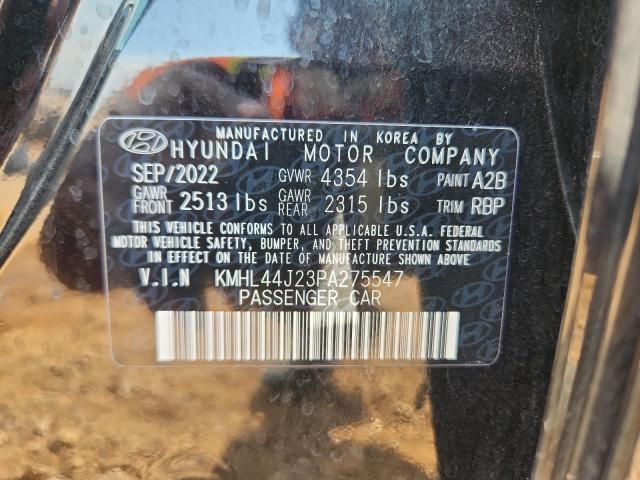 MANUFACTURED IN KOREA BY
HYUNDAI MOTOR COMPANY
SEP/2022 GVWR 4354 lbs PAINT A2B
GAWR FRONT 2513 lbs GAWR REAR 2315 lbs TRIM RBP
THIS VEHICLE CONFORMS TO ALL APPLICABLE U.S.A. FEDERAL
MOTOR VEHICLE SAFETY, BUMPER, AND THEFT PREVENTION STANDARDS
IN EFFECT ON THE DATE OF MANUFACTURE SHOWN ABOVE.
V.I.N KMHL44J23PA275547
PASSENGER CAR